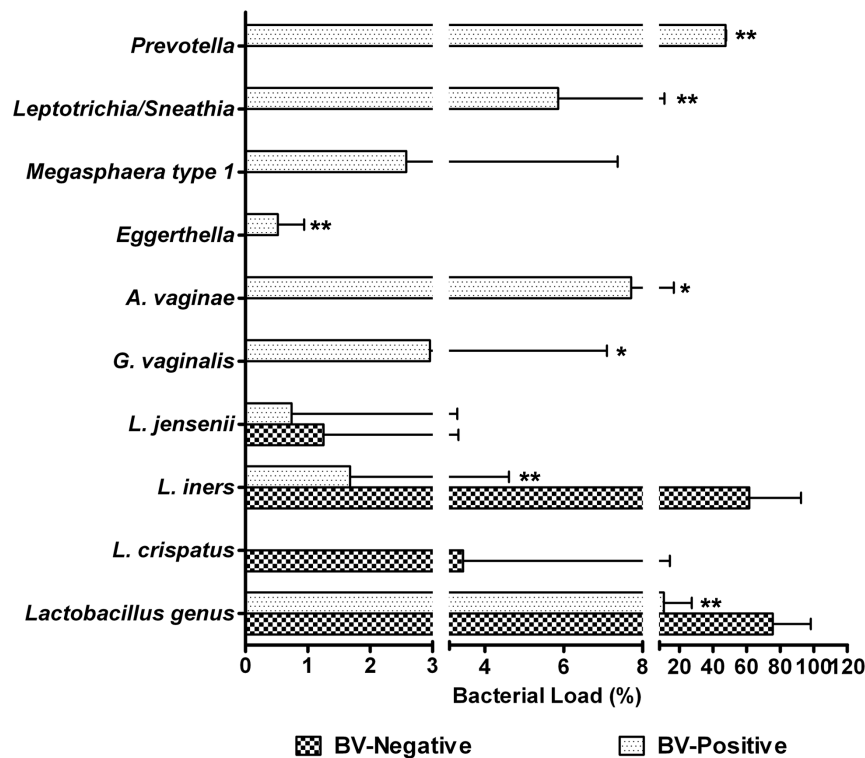 Prevotella
**
Leptotrichia/Sneathia
**
Megasphaera type 1
Eggerthella
**
A. vaginae
*
G. vaginalis
*
L. jensenii
L. iners
**
L. crispatus
Lactobacillus genus
**
0 1 2 3 4 6 8 20 40 60 80 100 120
Bacterial Load (%)
BV-Negative BV-Positive